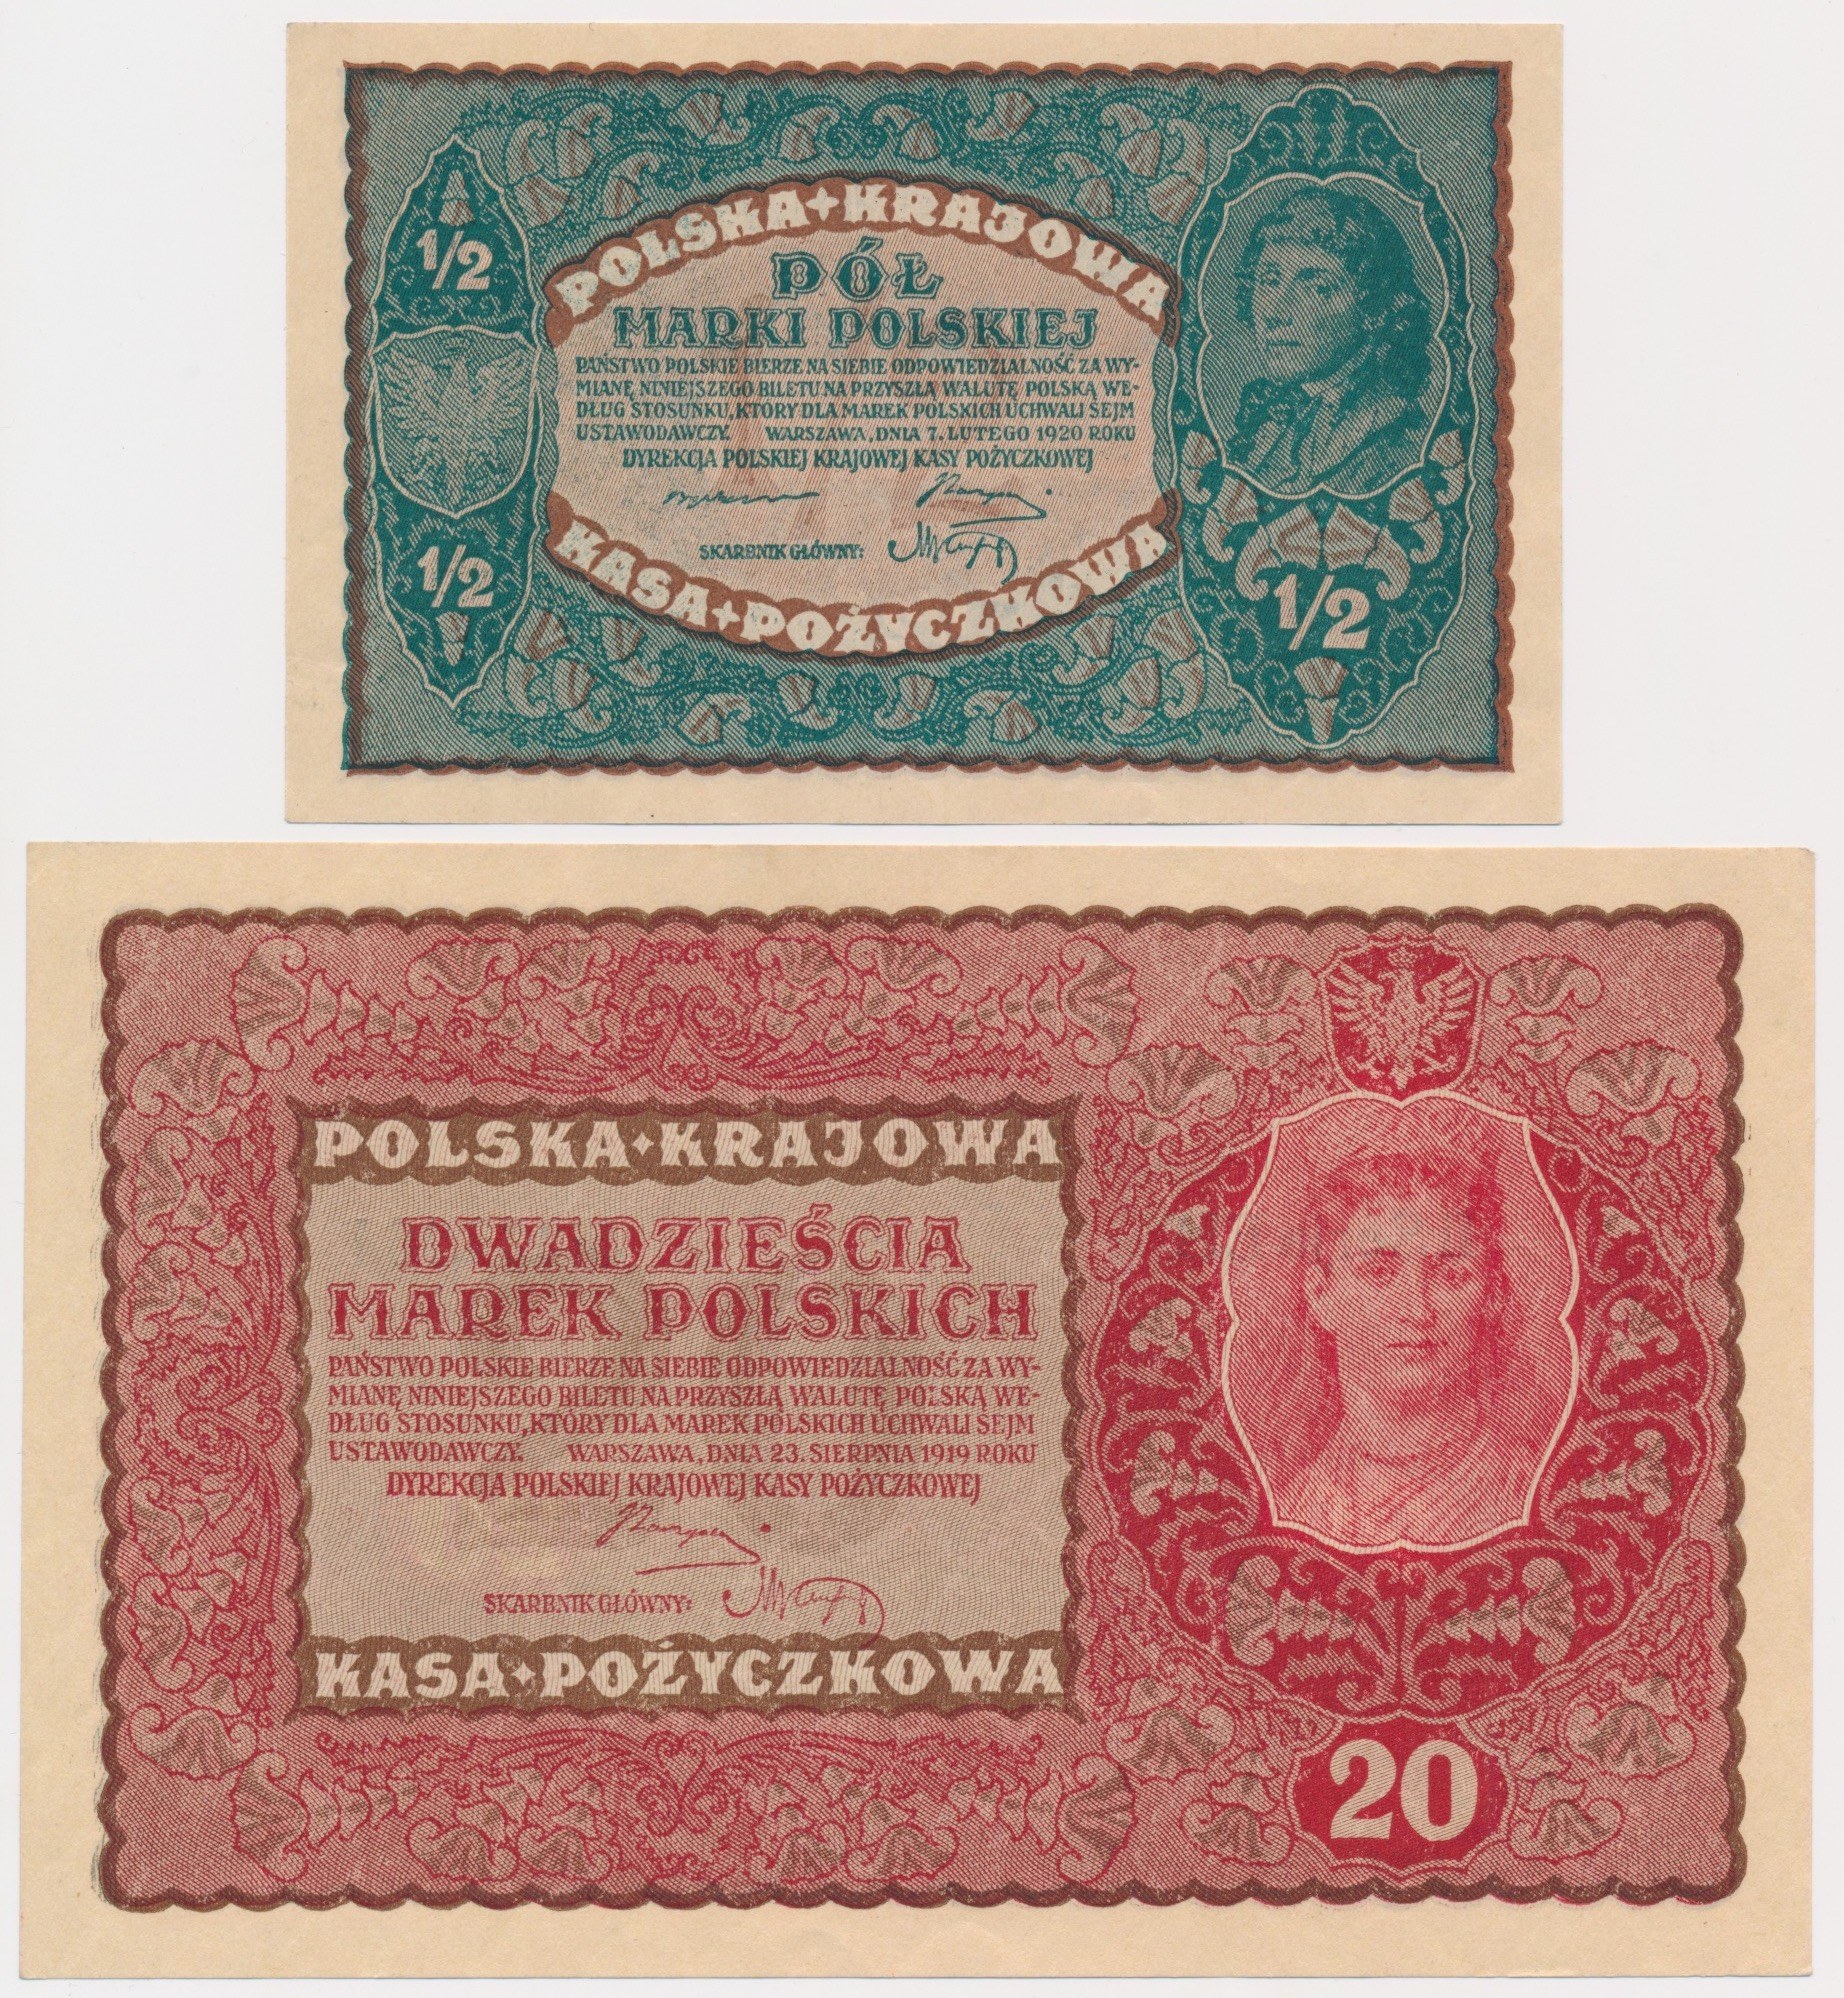 POLSKA + KRAJOWA
1/2
PÓŁ
MARKI POLSKIEJ
PAŃSTWO POLSKIE BIERZE NA SIEBIE ODPOWIEDZIALNOŚĆ ZA WY-
MIANĘ NINIEJSZEGO BILETU NA PRZYSZŁĄ WALUTĘ POLSKĄ WE-
DŁUG STOSUNKU, KTÓRY DLA MAREK POLSKICH UCHWALI SEJM
USTAWODAWCZY. WARSZAWA, DNIA 7. LUTEGO 1920 ROKU
DYREKCJA POLSKIEJ KRAJOWEJ KASY POŻYCZKOWEJ
SKARBNIK GŁÓWNY:
1/2
1/2
KASA + POŻYCZKOWA
POLSKA KRAJOWA
DWADZIEŚCIA
MAREK POLSKICH
PAŃSTWO POLSKIE BIERZE NA SIEBIE ODPOWIEDZIALNOŚĆ ZA WY-
MIANĘ NINIEJSZEGO BILETU NA PRZYSZŁĄ WALUTĘ POLSKĄ WE-
DŁUG STOSUNKU, KTÓRY DLA MAREK POLSKICH UCHWALI SEJM
USTAWODAWCZY. WARSZAWA, DNIA 23. SIERPNIA 1919 ROKU
DYREKCJA POLSKIEJ KRAJOWEJ KASY POŻYCZKOWEJ
SKARBNIK GŁÓWNY:
KASA POŻYCZKOWA
20